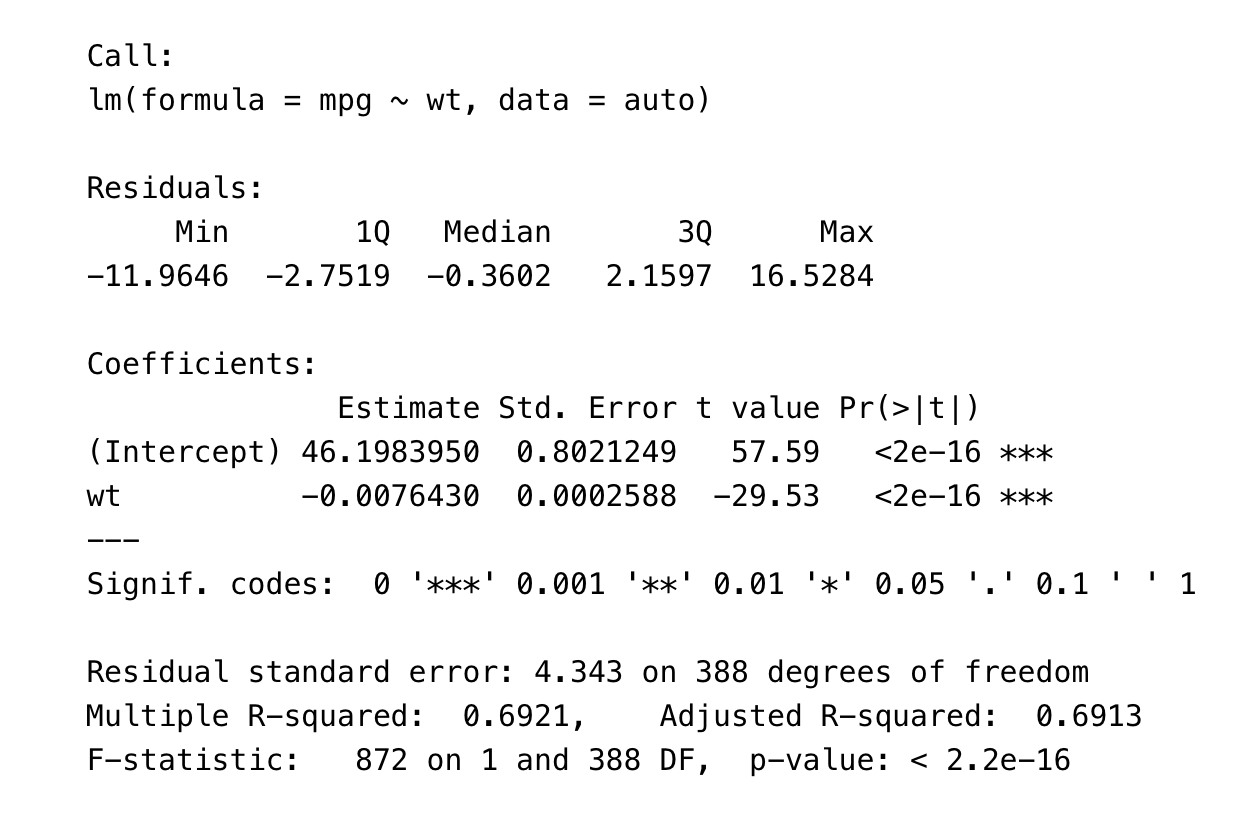 Call:
lm(formula = mpg ~ wt, data = auto)
Residuals:
     Min       1Q   Median       3Q      Max
-11.9646  -2.7519  -0.3602   2.1597  16.5284
Coefficients:
              Estimate Std. Error t value Pr(>|t|)
(Intercept) 46.1983950  0.8021249   57.59   <2e-16 ***
wt          -0.0076430  0.0002588  -29.53   <2e-16 ***
---
Signif. codes:  0 '***' 0.001 '**' 0.01 '*' 0.05 '.' 0.1 ' ' 1
Residual standard error: 4.343 on 388 degrees of freedom
Multiple R-squared:  0.6921,    Adjusted R-squared:  0.6913
F-statistic:   872 on 1 and 388 DF,  p-value: < 2.2e-16